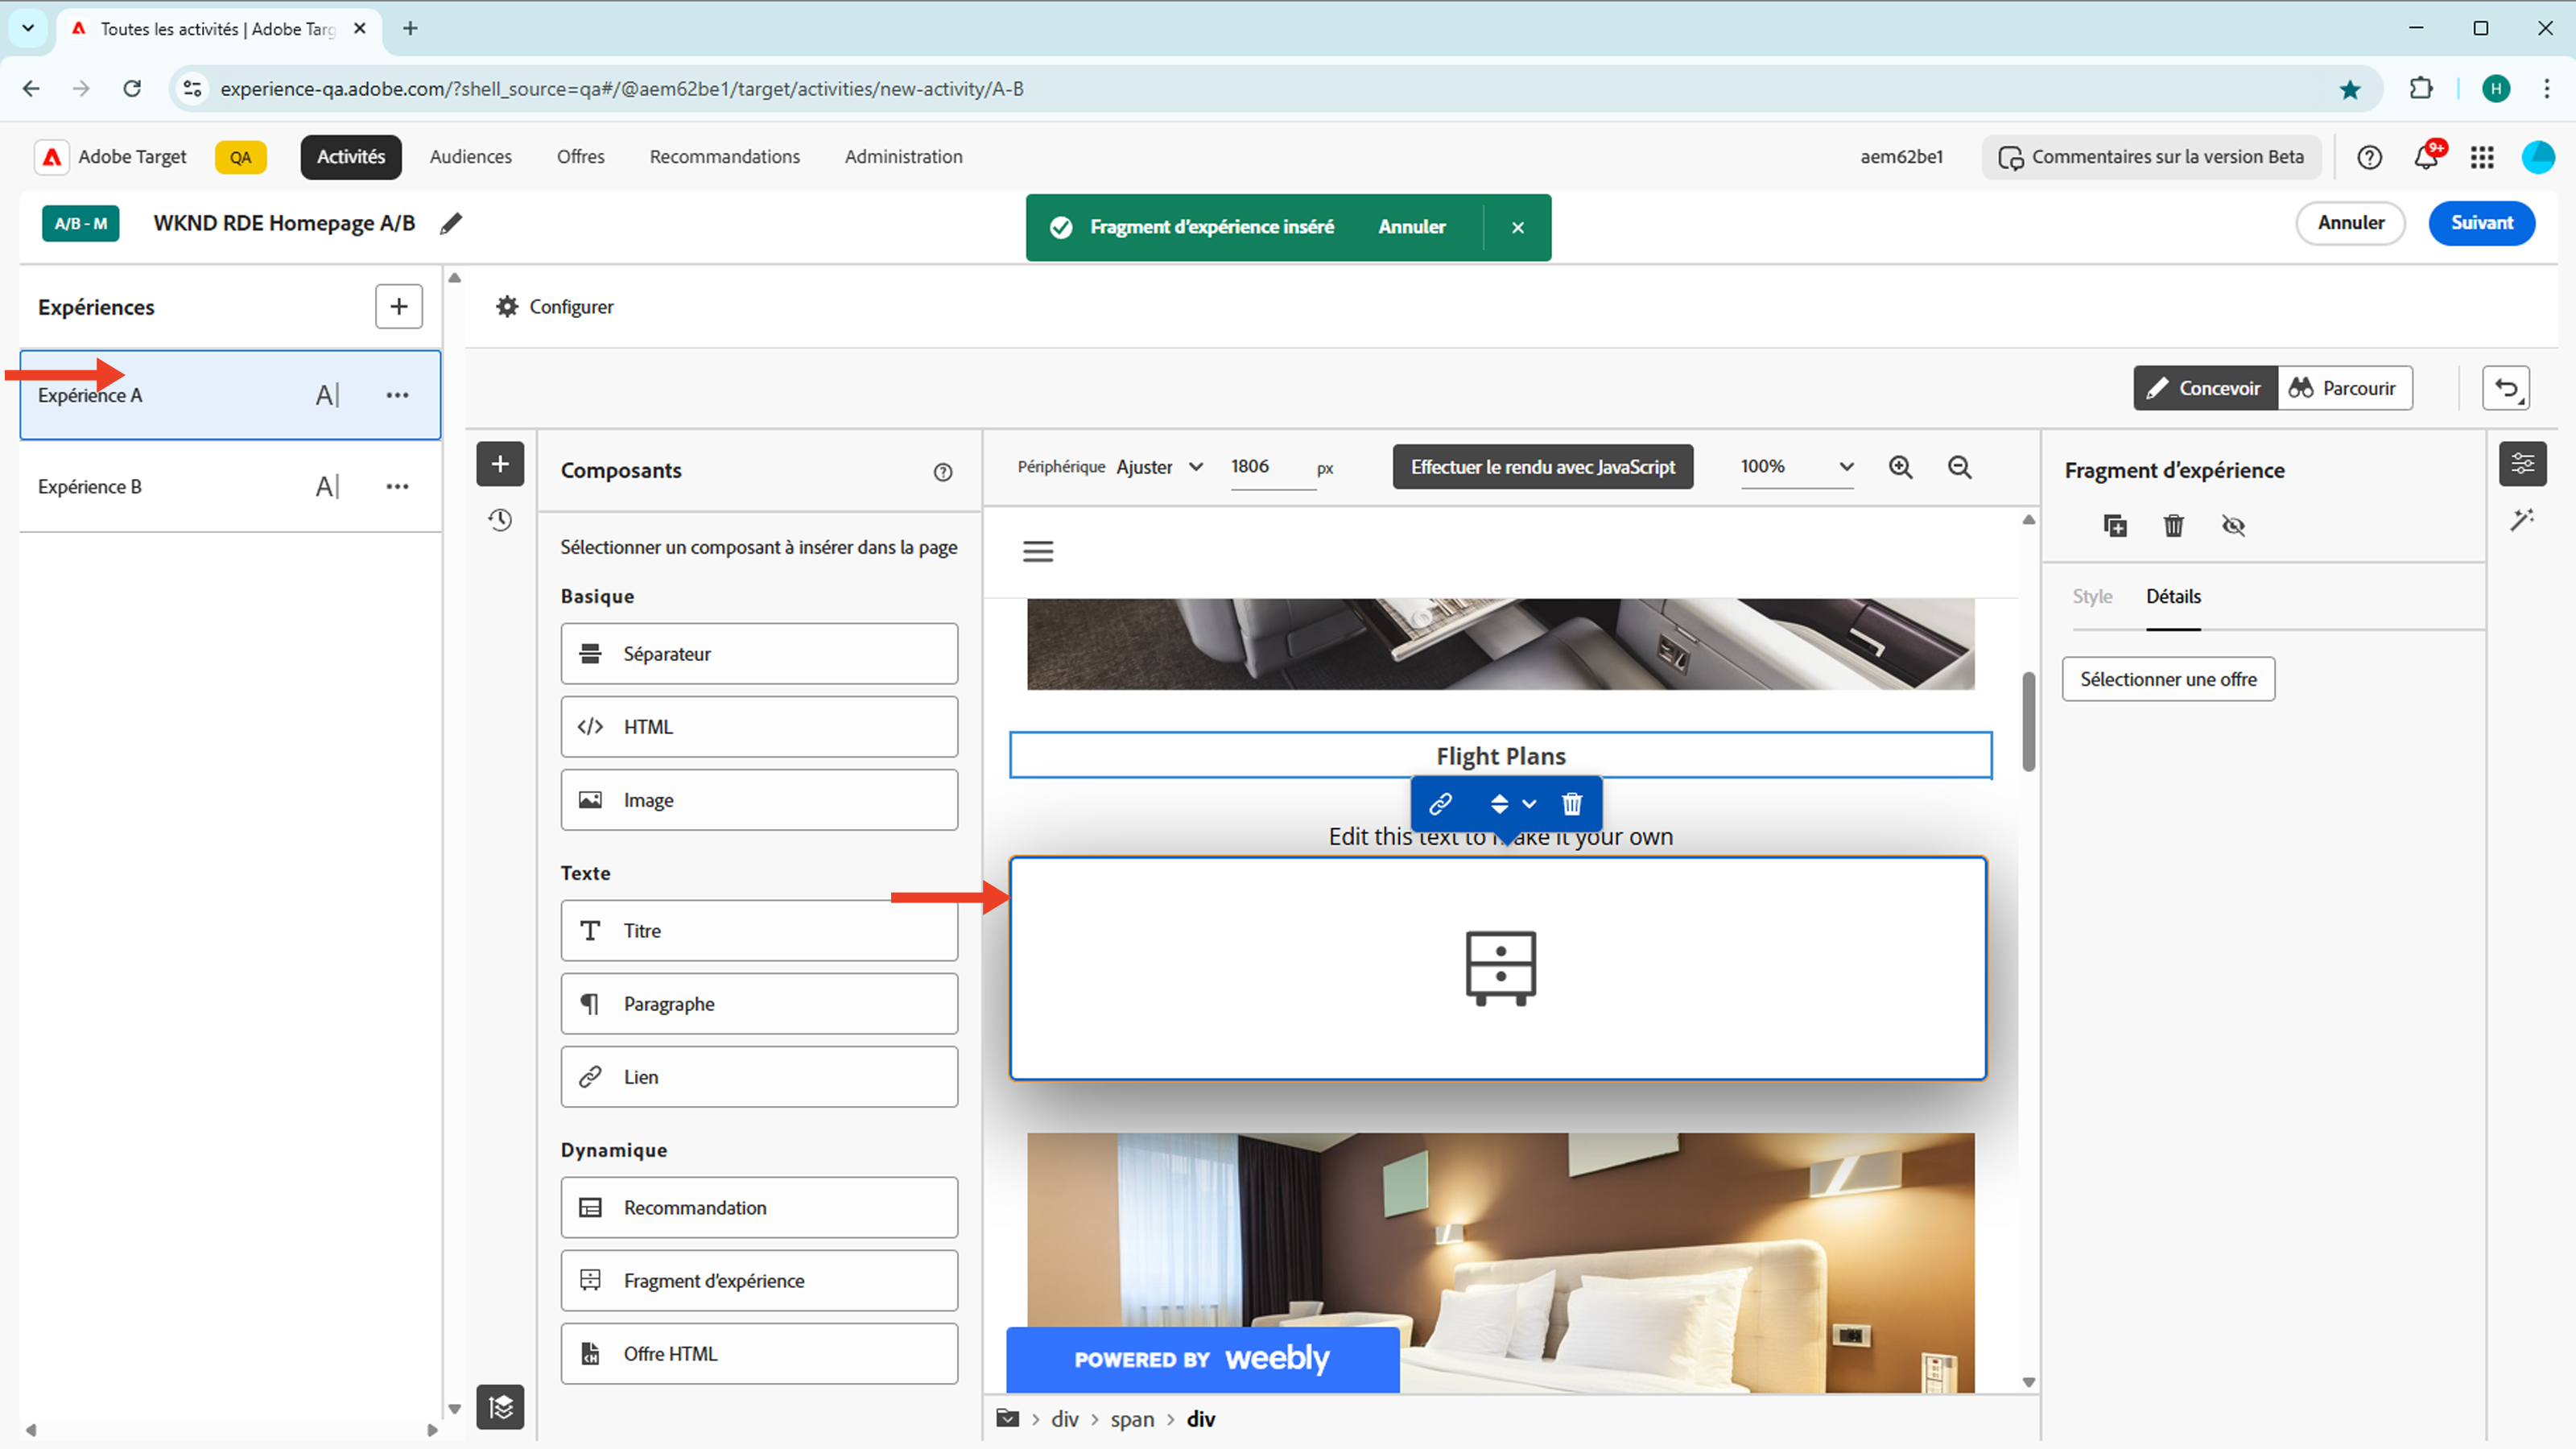 Toutes les activités | Adobe Targ
experience-qa.adobe.com/?shell_source=qa#/@aem62be1/target/activities/new-activity/A-B
H
Adobe Target
QA
Activités
Audiences
Offres
Recommandations
Administration
aem62be1
Commentaires sur la version Beta
9+
A/B - M
WKND RDE Homepage A/B
Fragment d'expérience inséré
Annuler
Annuler
Suivant
Expériences
Configurer
Expérience A
A|
Concevoir
Parcourir
Expérience B
A|
Composants
Périphérique
Ajuster
1806
px
Effectuer le rendu avec JavaScript
100%
Fragment d'expérience
Sélectionner un composant à insérer dans la page
Basique
Style
Détails
Séparateur
Sélectionner une offre
HTML
Flight Plans
Image
Edit this text to make it your own
Texte
Titre
Paragraphe
Lien
Dynamique
Recommandation
Fragment d'expérience
Offre HTML
POWERED BY weebly
div > span > div